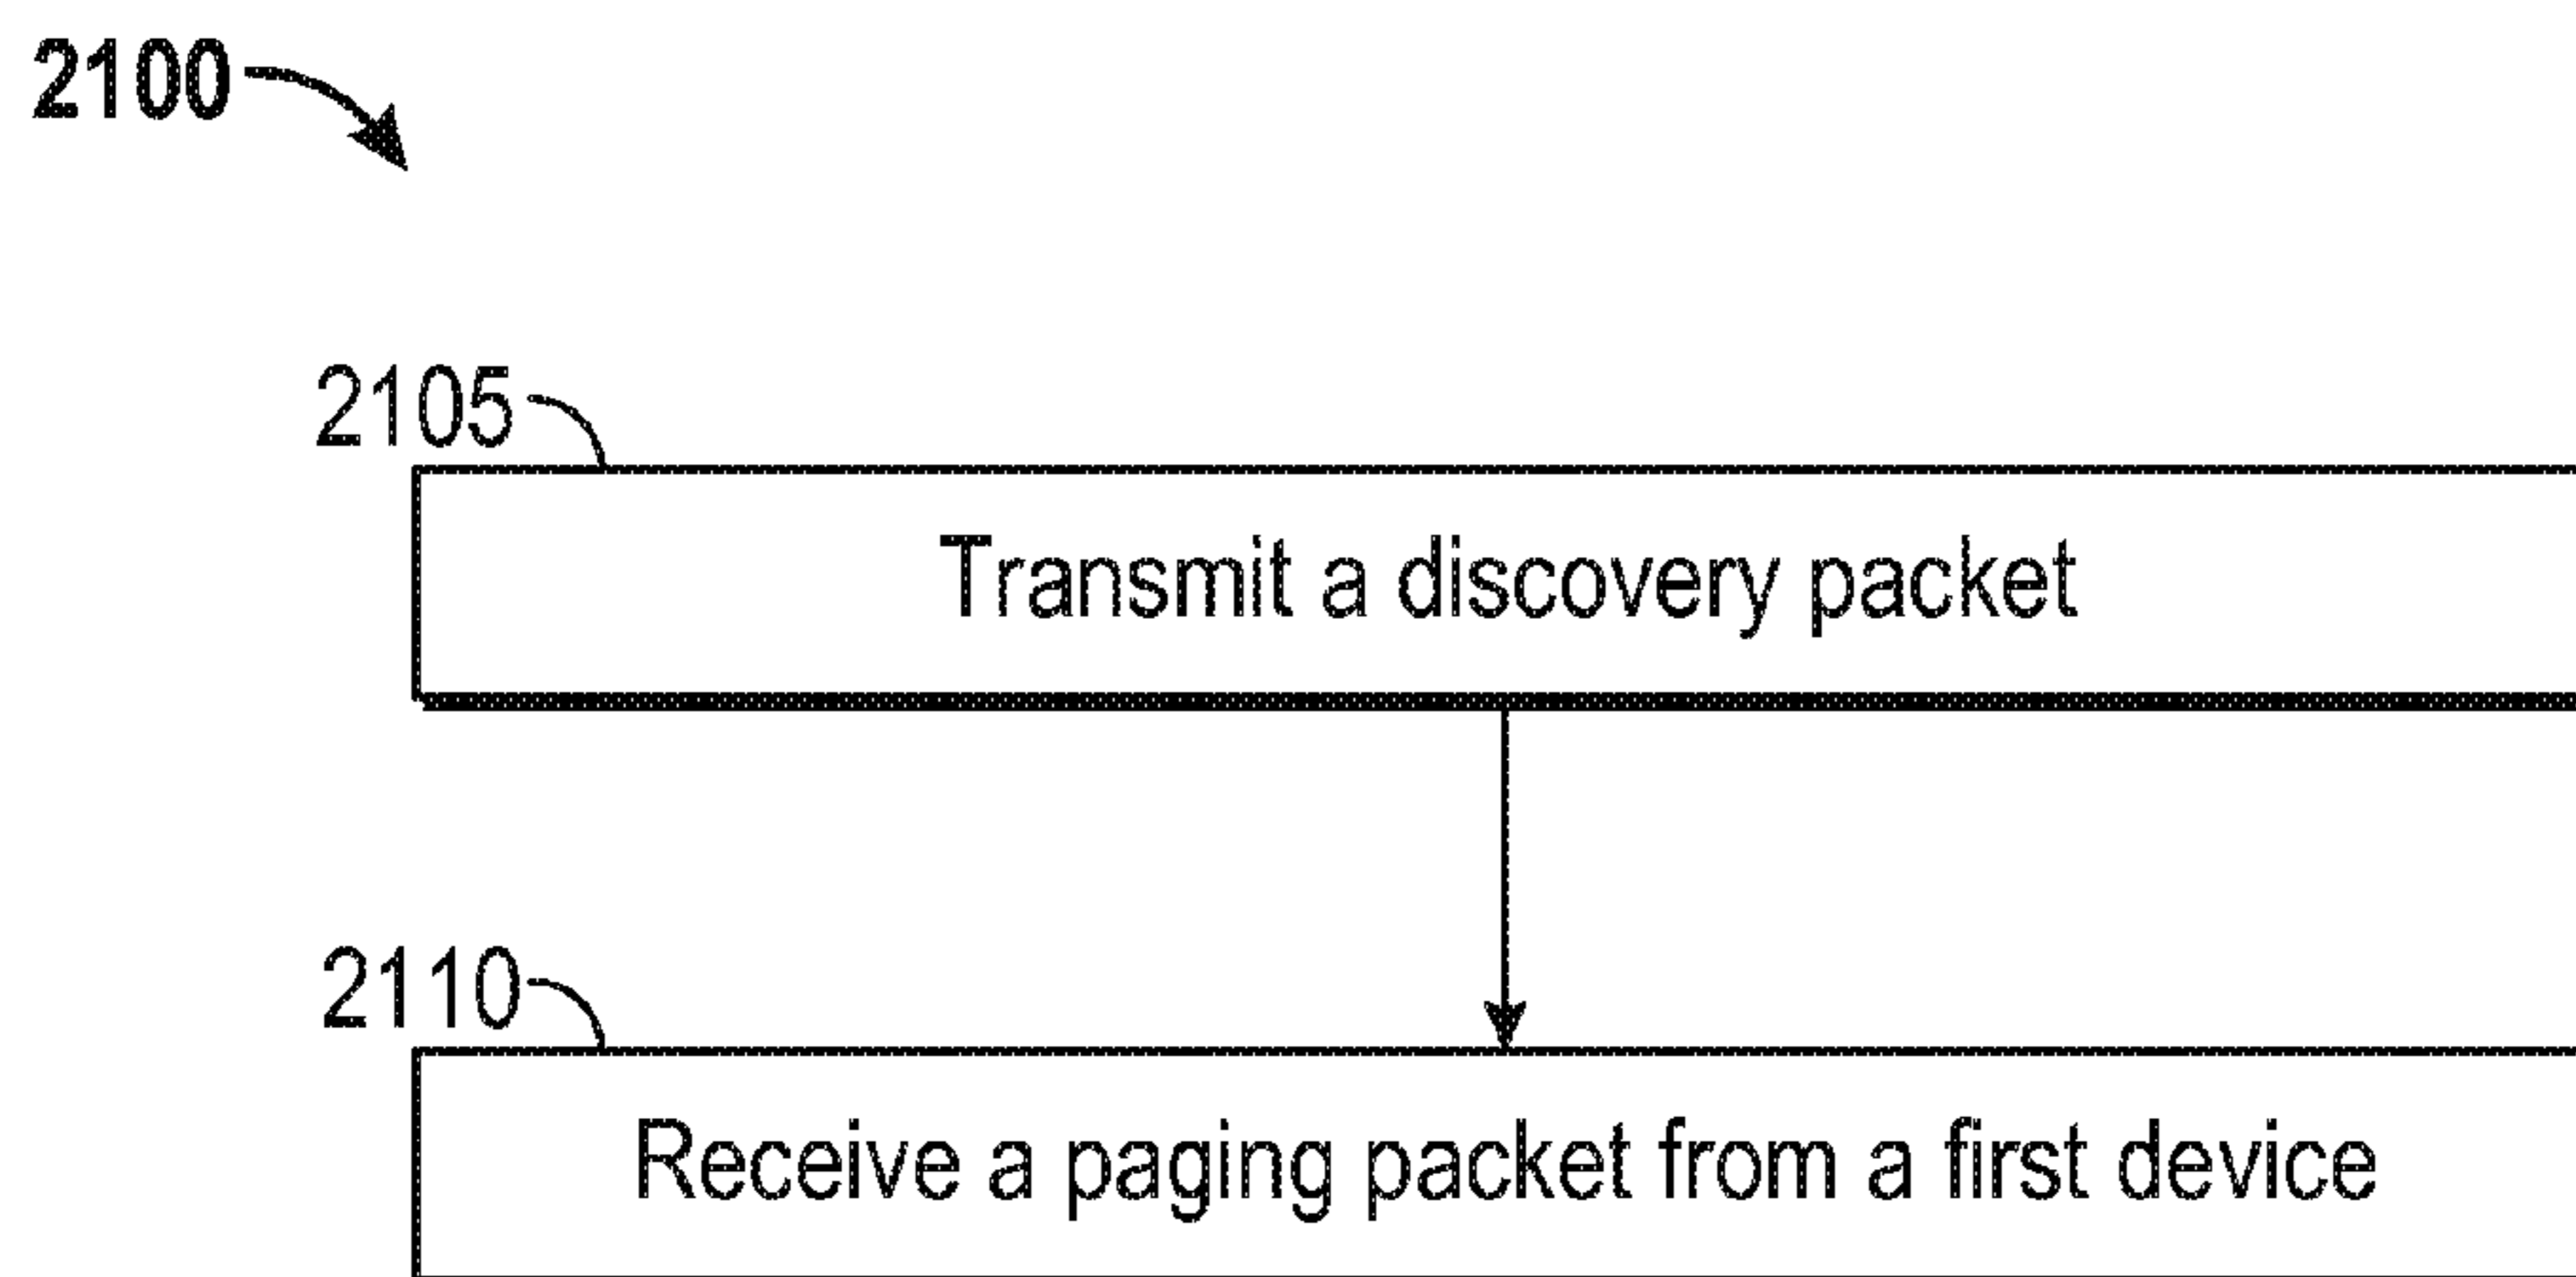 2100
2105
Transmit a discovery packet
2110
Receive a paging packet from a first device